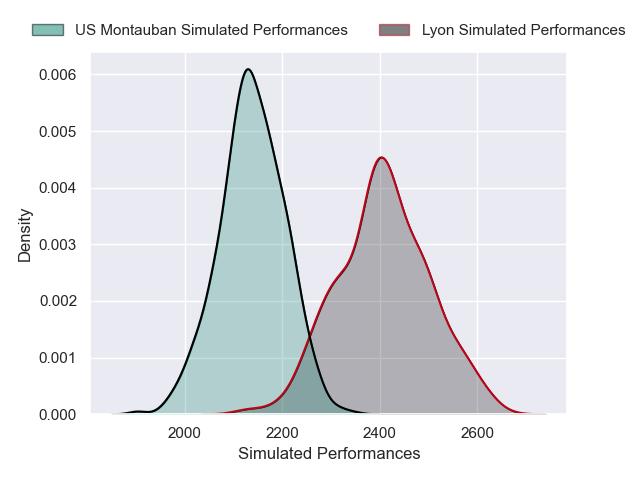 US Montauban Simulated Performances Lyon Simulated Performances
0.006
0.005
0.004
0.003
0.002
0.001
0.000
Density
2000 2200 2400 2600
Simulated Performances